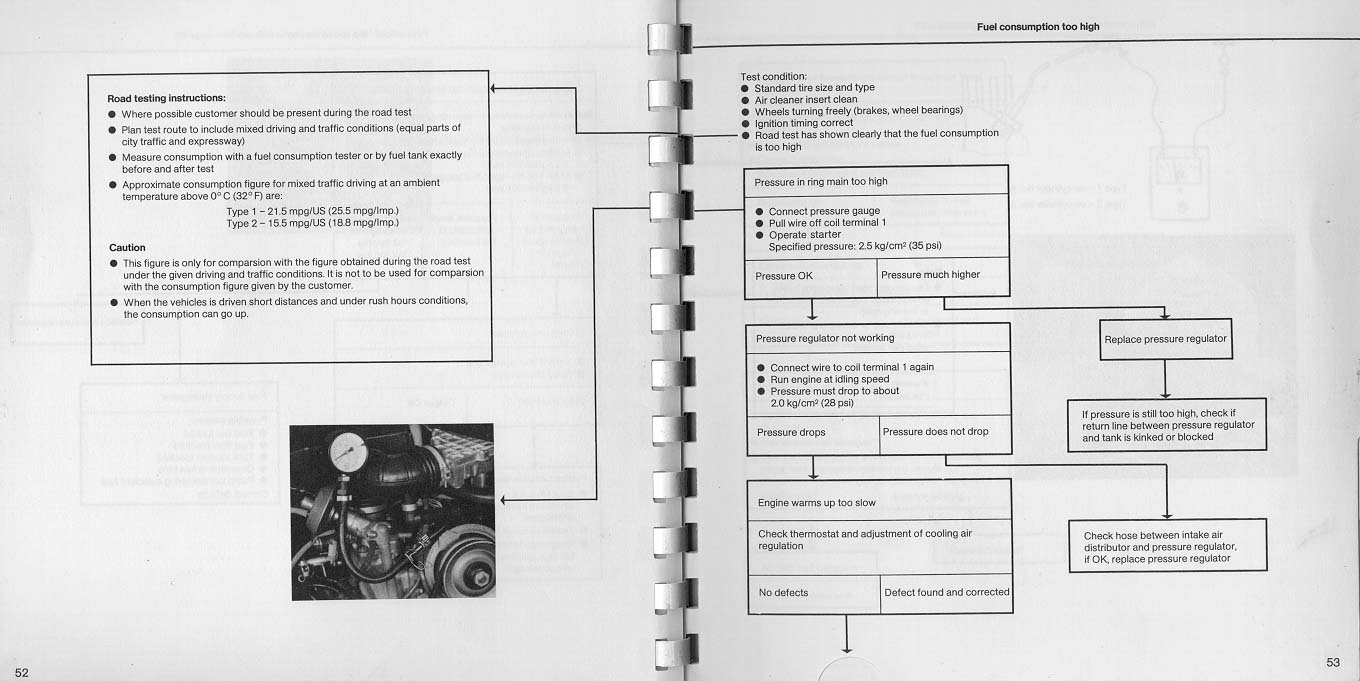 Road testing instructions:
● Where possible customer should be present during the road test
● Plan test route to include mixed driving and traffic conditions (equal parts of
city traffic and expressway)
● Measure consumption with a fuel consumption tester or by fuel tank exactly
before and after test
● Approximate consumption figure for mixed traffic driving at an ambient
temperature above 0° C (32° F) are:
Type 1 – 21.5 mpg/US (25.5 mpg/Imp.)
Type 2 – 15.5 mpg/US (18.8 mpg/Imp.)
Caution
● This figure is only for comparsion with the figure obtained during the road test
under the given driving and traffic conditions. It is not to be used for comparsion
with the consumption figure given by the customer.
● When the vehicles is driven short distances and under rush hours conditions,
the consumption can go up.
52
Fuel consumption too high
Test condition:
● Standard tire size and type
● Air cleaner insert clean
● Wheels turning freely (brakes, wheel bearings)
● Ignition timing correct
● Road test has shown clearly that the fuel consumption
is too high
Pressure in ring main too high
● Connect pressure gauge
● Pull wire off coil terminal 1
● Operate starter
Specified pressure: 2.5 kg/cm² (35 psi)
Pressure OK
Pressure much higher
Replace pressure regulator
If pressure is still too high, check if
return line between pressure regulator
and tank is kinked or blocked
Pressure regulator not working
● Connect wire to coil terminal 1 again
● Run engine at idling speed
● Pressure must drop to about
2.0 kg/cm² (28 psi)
Pressure drops
Pressure does not drop
Check hose between intake air
distributor and pressure regulator,
if OK, replace pressure regulator
Engine warms up too slow
Check thermostat and adjustment of cooling air
regulation
No defects
Defect found and corrected
53